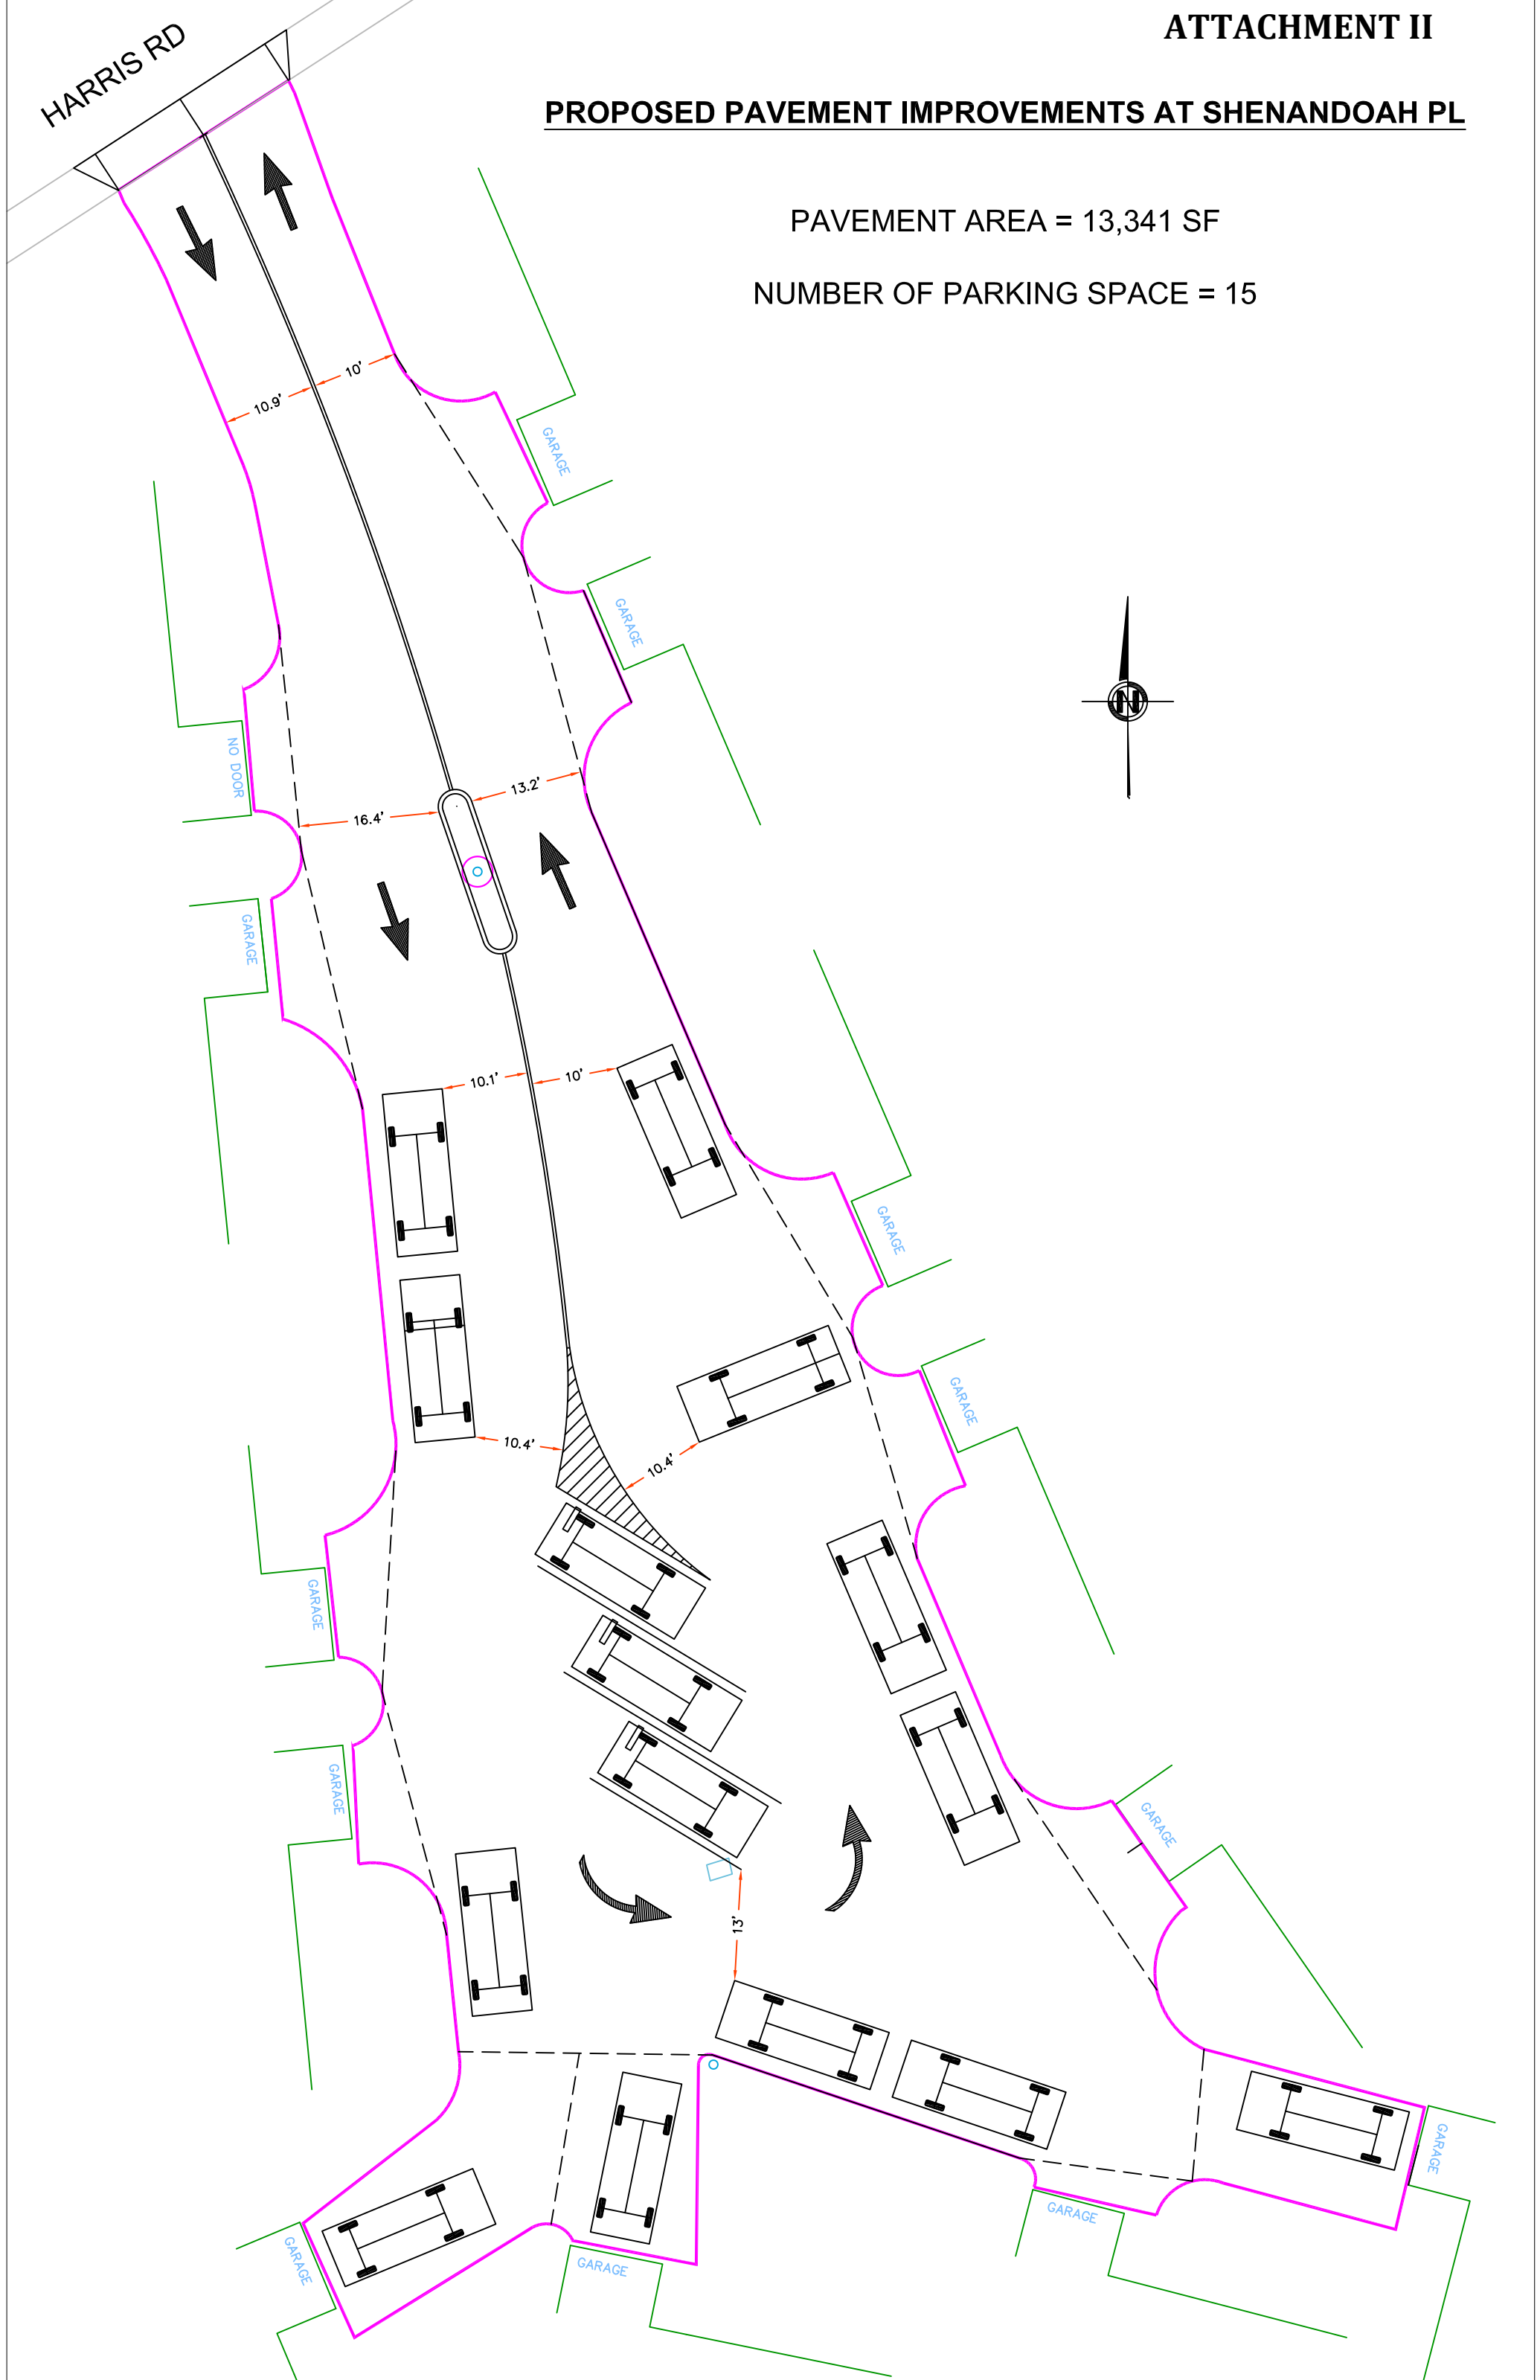 ATTACHMENT II
HARRIS RD
PROPOSED PAVEMENT IMPROVEMENTS AT SHENANDOAH PL
PAVEMENT AREA = 13,341 SF
NUMBER OF PARKING SPACE = 15
10'
10.9'
GARAGE
GARAGE
N
NO DOOR
13.2'
16.4'
GARAGE
10.1'
10'
GARAGE
GARAGE
10.4'
10.4'
GARAGE
GARAGE
GARAGE
13'
GARAGE
GARAGE
GARAGE
GARAGE